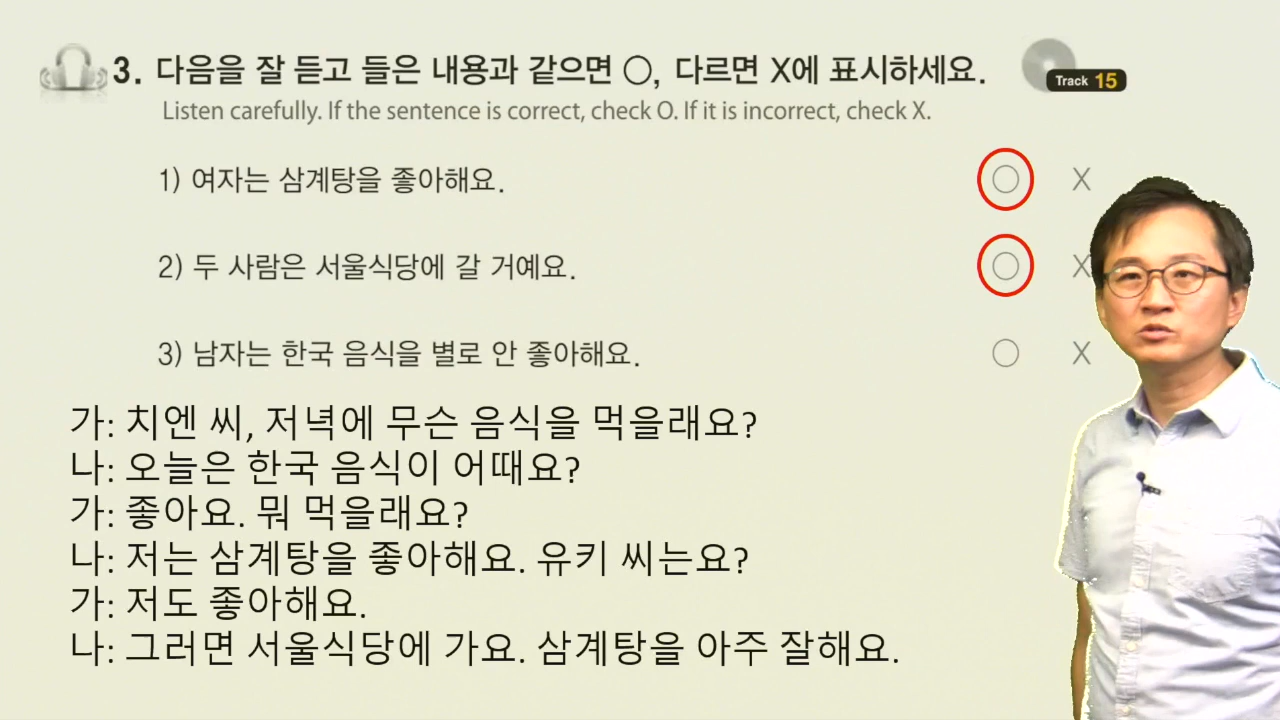 3. 다음을 잘 듣고 들은 내용과 같으면 ○, 다르면 X에 표시하세요.
Track 15
Listen carefully. If the sentence is correct, check O. If it is incorrect, check X.
1) 여자는 삼계탕을 좋아해요. ○ X
2) 두 사람은 서울식당에 갈 거예요. ○ X
3) 남자는 한국 음식을 별로 안 좋아해요. ○ X
가: 치엔 씨, 저녁에 무슨 음식을 먹을래요?
나: 오늘은 한국 음식이 어때요?
가: 좋아요. 뭐 먹을래요?
나: 저는 삼계탕을 좋아해요. 유키 씨는요?
가: 저도 좋아해요.
나: 그러면 서울식당에 가요. 삼계탕을 아주 잘해요.